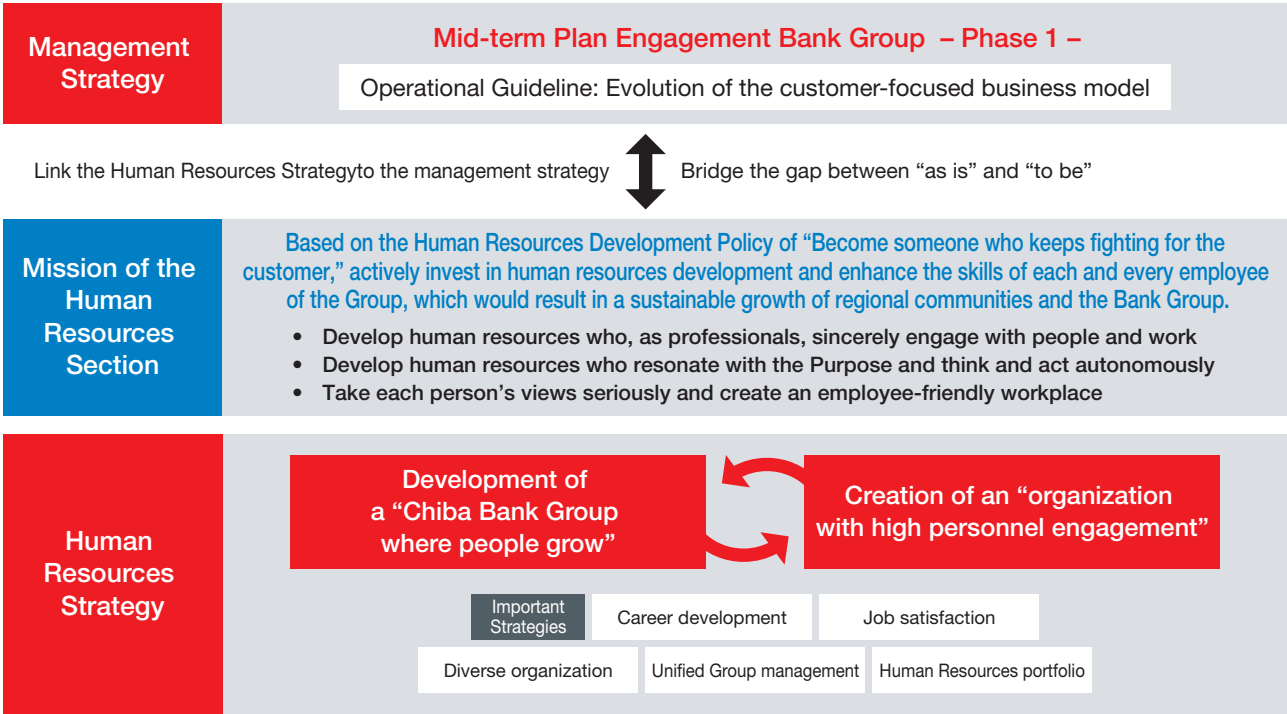 Management
Strategy
Mid-term Plan Engagement Bank Group – Phase 1 –
Operational Guideline: Evolution of the customer-focused business model
Link the Human Resources Strategyto the management strategy
Bridge the gap between “as is” and “to be”
Mission of the
Human
Resources
Section
Based on the Human Resources Development Policy of “Become someone who keeps fighting for the
customer,” actively invest in human resources development and enhance the skills of each and every employee
of the Group, which would result in a sustainable growth of regional communities and the Bank Group.
• Develop human resources who, as professionals, sincerely engage with people and work
• Develop human resources who resonate with the Purpose and think and act autonomously
• Take each person’s views seriously and create an employee-friendly workplace
Human
Resources
Strategy
Development of
a “Chiba Bank Group
where people grow”
Creation of an “organization
with high personnel engagement”
Important
Strategies
Career development
Job satisfaction
Diverse organization
Unified Group management
Human Resources portfolio